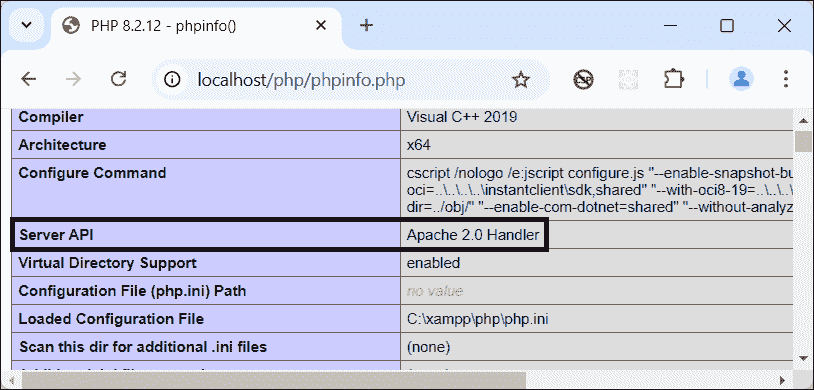 PHP 8.2.12 - phpinfo()
localhost/php/phpinfo.php
CSP
Compiler Visual C++ 2019
Architecture x64
Configure Command cscript /nologo /e:jscript configure.js "--enable-snapshot-bu
oci=..\..\..\..\instantclient\sdk,shared" "--with-oci8-19=..\..\..\
dir=../obj/" "--enable-com-dotnet=shared" "--without-analyz
Server API Apache 2.0 Handler
Virtual Directory Support enabled
Configuration File (php.ini) Path no value
Loaded Configuration File C:\xampp\php\php.ini
Scan this dir for additional .ini files (none)